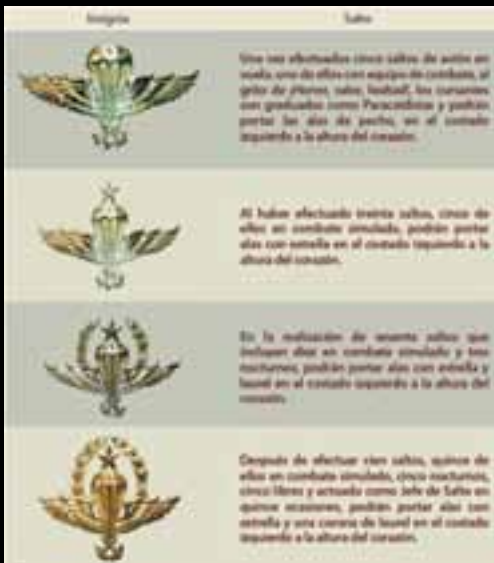 Insignia
Salto
Una vez efectuados cinco saltos de avión en
vuelo, uno de ellos con equipo de combate, al
grito de ¡Honor, valor, lealtad!, los cursantes
son graduados como Paracaidistas y podrán
portar las alas de pecho, en el costado
izquierdo a la altura del corazón.
Al haber efectuado treinta saltos, cinco de
ellos en combate simulado, podrán portar
alas con estrella en el costado izquierdo a la
altura del corazón.
En la realización de sesenta saltos que
incluyan diez en combate simulado y tres
nocturnos, podrán portar alas con estrella y
laurel en el costado izquierdo a la altura del
corazón.
Después de efectuar cien saltos, quince de
ellos en combate simulado, cinco nocturnos,
cinco libres y actuado como Jefe de Salto en
quince ocasiones, podrán portar alas con
estrella y una corona de laurel en el costado
izquierdo a la altura del corazón.